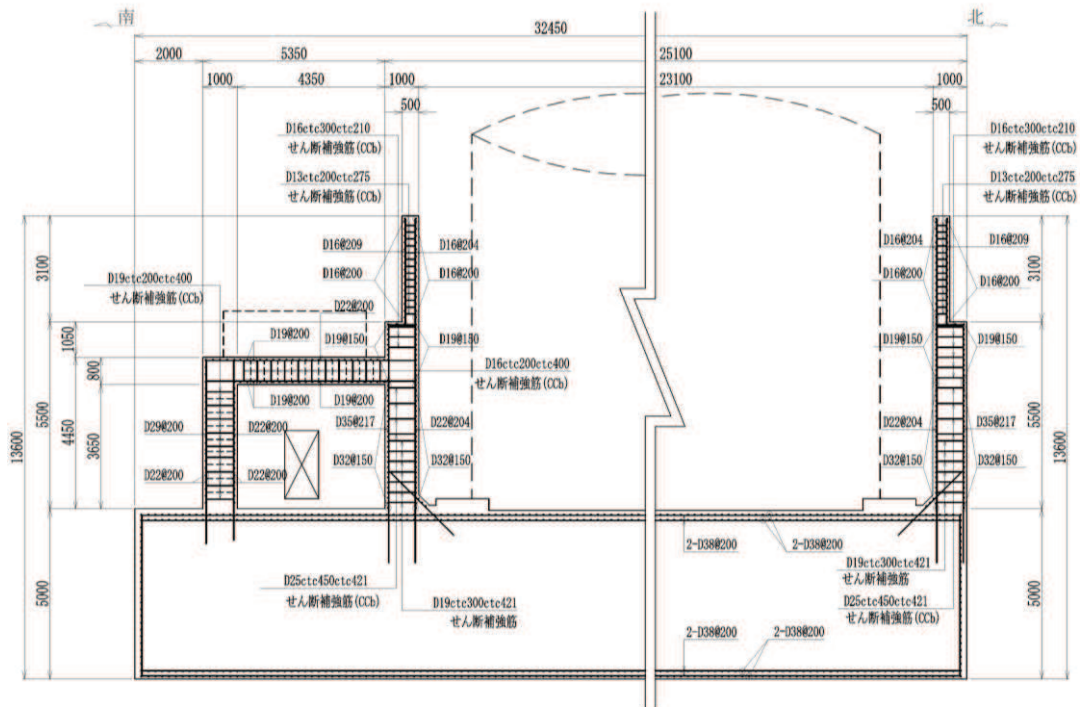 南
北
32450
2000
5350
25100
1000
4350
1000
23100
1000
500
500
D16ctc300ctc210
せん断補強筋(CCb)
D13ctc200ctc275
せん断補強筋(CCb)
D16ctc300ctc210
せん断補強筋(CCb)
D13ctc200ctc275
せん断補強筋(CCb)
D16@209
D16@204
D16@204
D16@209
D16@200
D16@200
D16@200
D16@200
D19ctc200ctc400
せん断補強筋(CCb)
D22@200
D19@200
D19@150
D19@150
D19@150
D19@150
D16ctc200ctc400
せん断補強筋(CCb)
D19@200
D19@200
D29@200
D22@200
D35@217
D22@204
D22@204
D35@217
D22@200
D22@200
D32@150
D32@150
D32@150
D32@150
3100
1050
800
5500
4450
3650
13600
5000
3100
5500
13600
5000
2-D38@200
2-D38@200
D25ctc450ctc421
せん断補強筋(CCb)
D19ctc300ctc421
せん断補強筋
D19ctc300ctc421
せん断補強筋
D25ctc450ctc421
せん断補強筋(CCb)
2-D38@200
2-D38@200